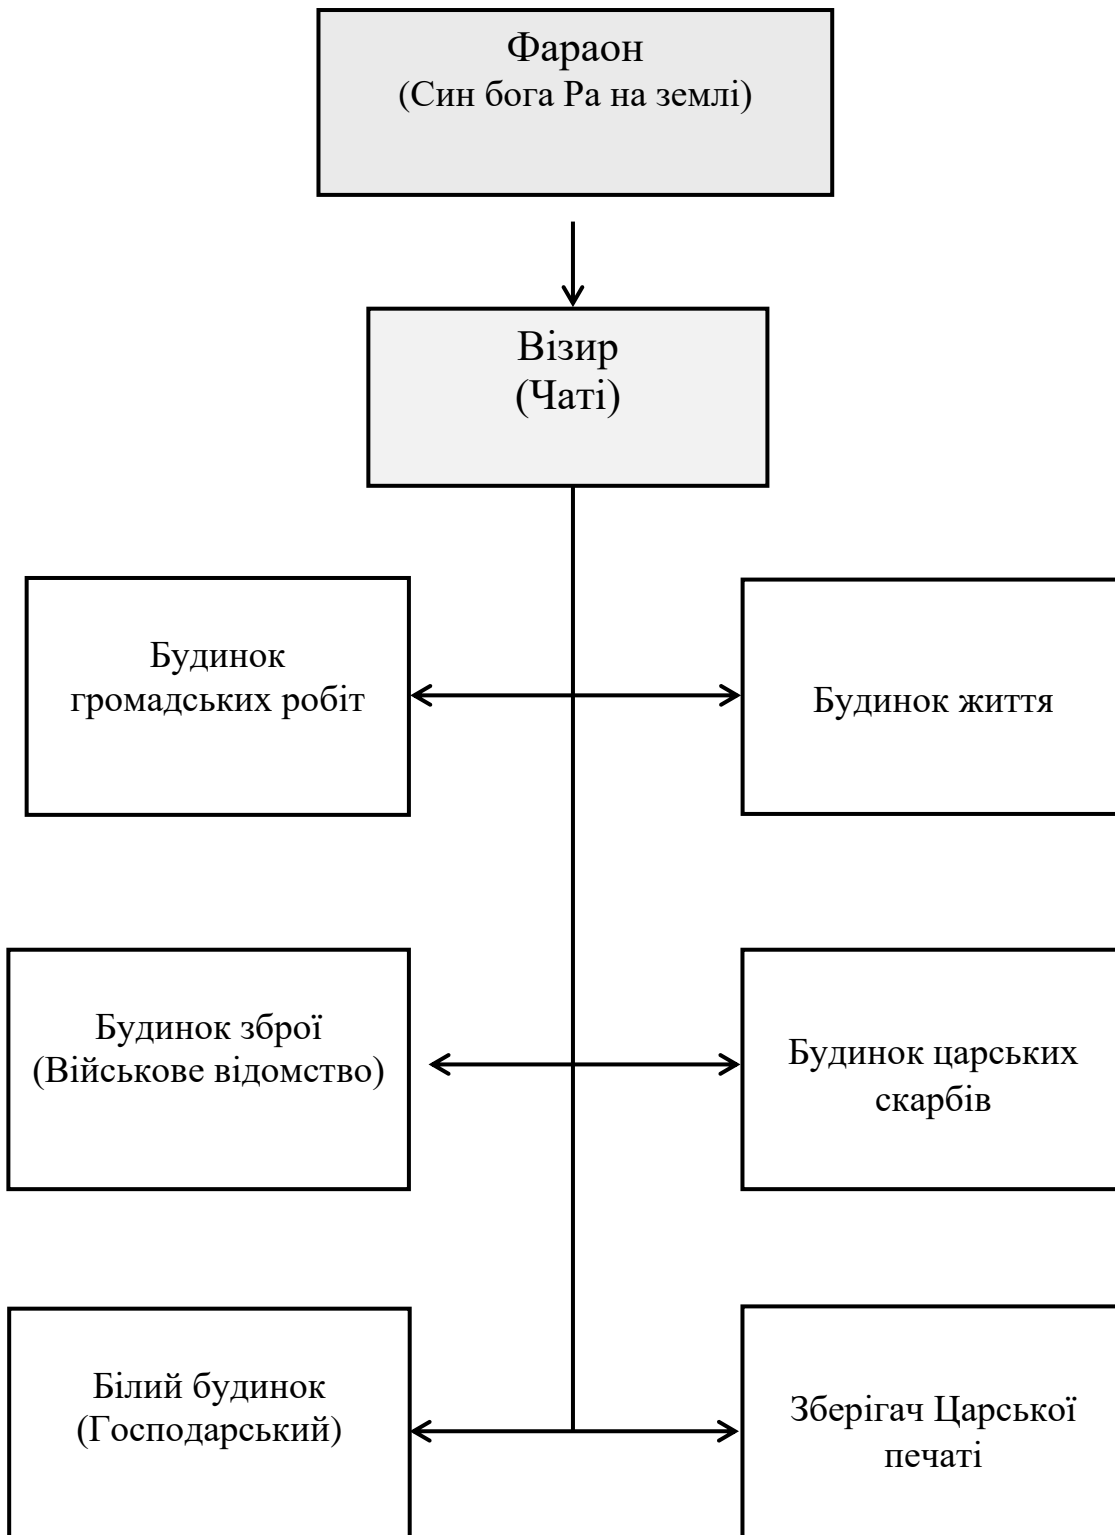 Фараон
(Син бога Ра на землі)
Візир
(Чаті)
Будинок
громадських робіт
Будинок життя
Будинок зброї
(Військове відомство)
Будинок царських
скарбів
Білий будинок
(Господарський)
Зберігач Царської
печаті